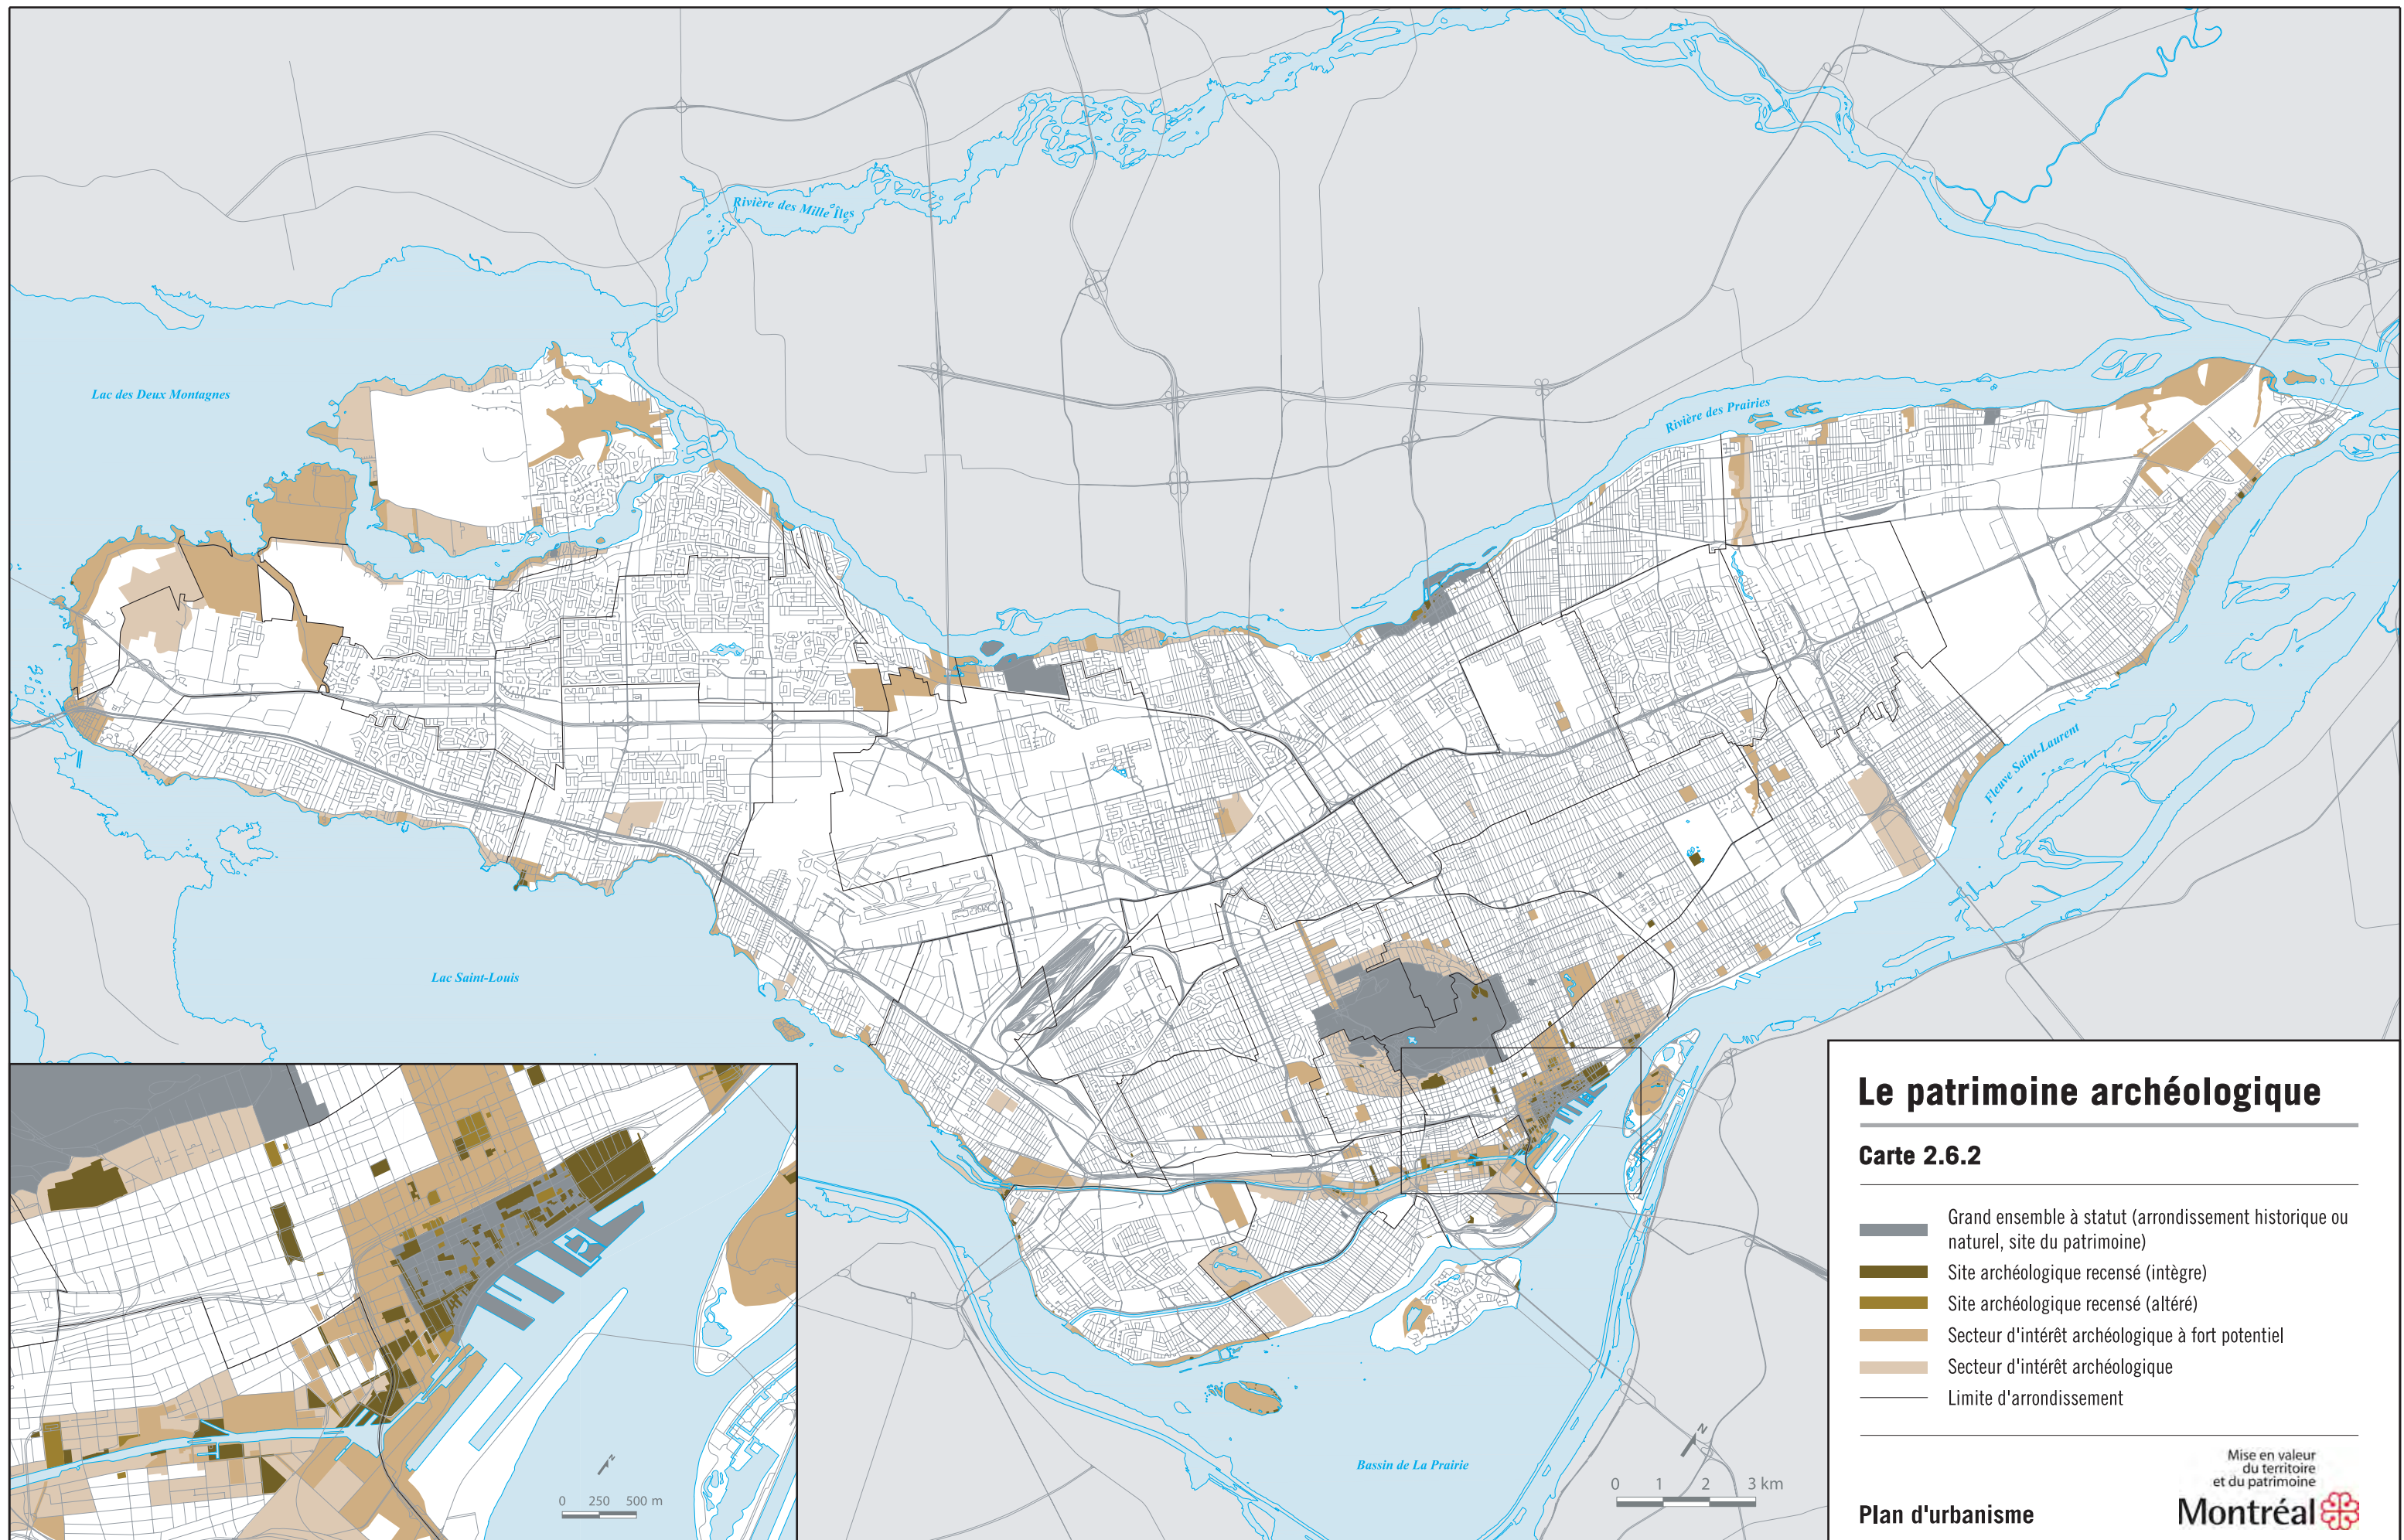 Rivière des Mille Îles
Lac des Deux Montagnes
Rivière des Prairies
Fleuve Saint-Laurent
Lac Saint-Louis
Bassin de La Prairie
N
0 250 500 m
N
0 1 2 3 km
Le patrimoine archéologique
Carte 2.6.2
Grand ensemble à statut (arrondissement historique ou
naturel, site du patrimoine)
Site archéologique recensé (intègre)
Site archéologique recensé (altéré)
Secteur d'intérêt archéologique à fort potentiel
Secteur d'intérêt archéologique
Limite d'arrondissement
Mise en valeur
du territoire
et du patrimoine
Plan d'urbanisme
Montréal